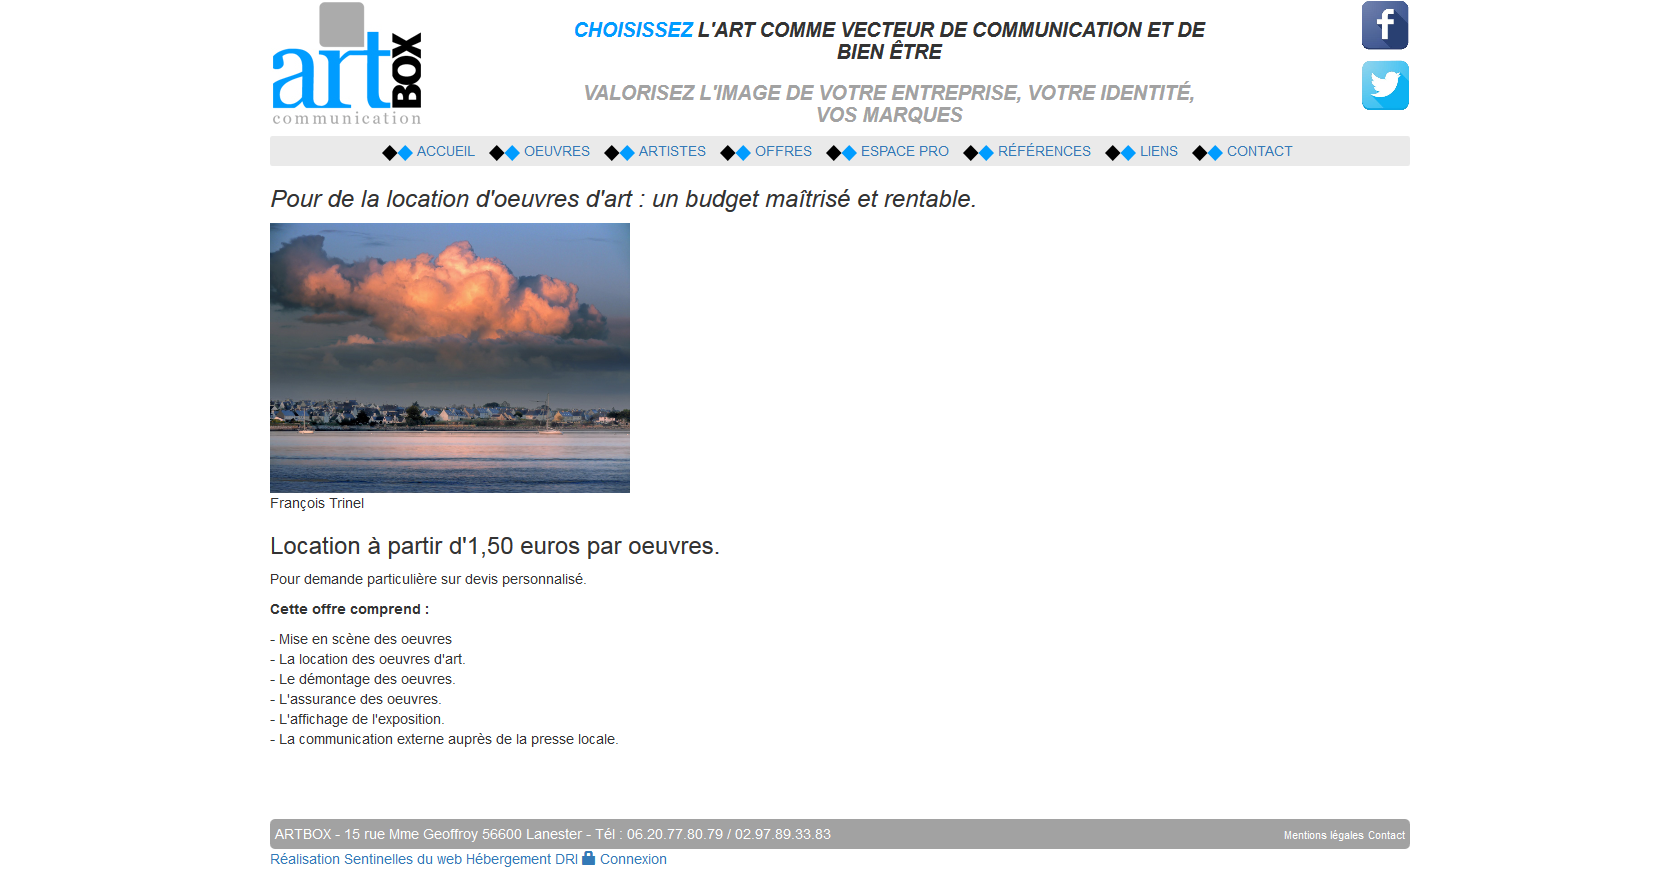 art BOX
communication
CHOISISSEZ L'ART COMME VECTEUR DE COMMUNICATION ET DE
BIEN ÊTRE
VALORISEZ L'IMAGE DE VOTRE ENTREPRISE, VOTRE IDENTITÉ,
VOS MARQUES
ACCUEIL OEUVRES ARTISTES OFFRES ESPACE PRO RÉFÉRENCES LIENS CONTACT
Pour de la location d'oeuvres d'art : un budget maîtrisé et rentable.
François Trinel
Location à partir d'1,50 euros par oeuvres.
Pour demande particulière sur devis personnalisé.
Cette offre comprend :
- Mise en scène des oeuvres
- La location des oeuvres d'art.
- Le démontage des oeuvres.
- L'assurance des oeuvres.
- L'affichage de l'exposition.
- La communication externe auprès de la presse locale.
ARTBOX - 15 rue Mme Geoffroy 56600 Lanester - Tél : 06.20.77.80.79 / 02.97.89.33.83 Mentions légales Contact
Réalisation Sentinelles du web Hébergement DRI Connexion